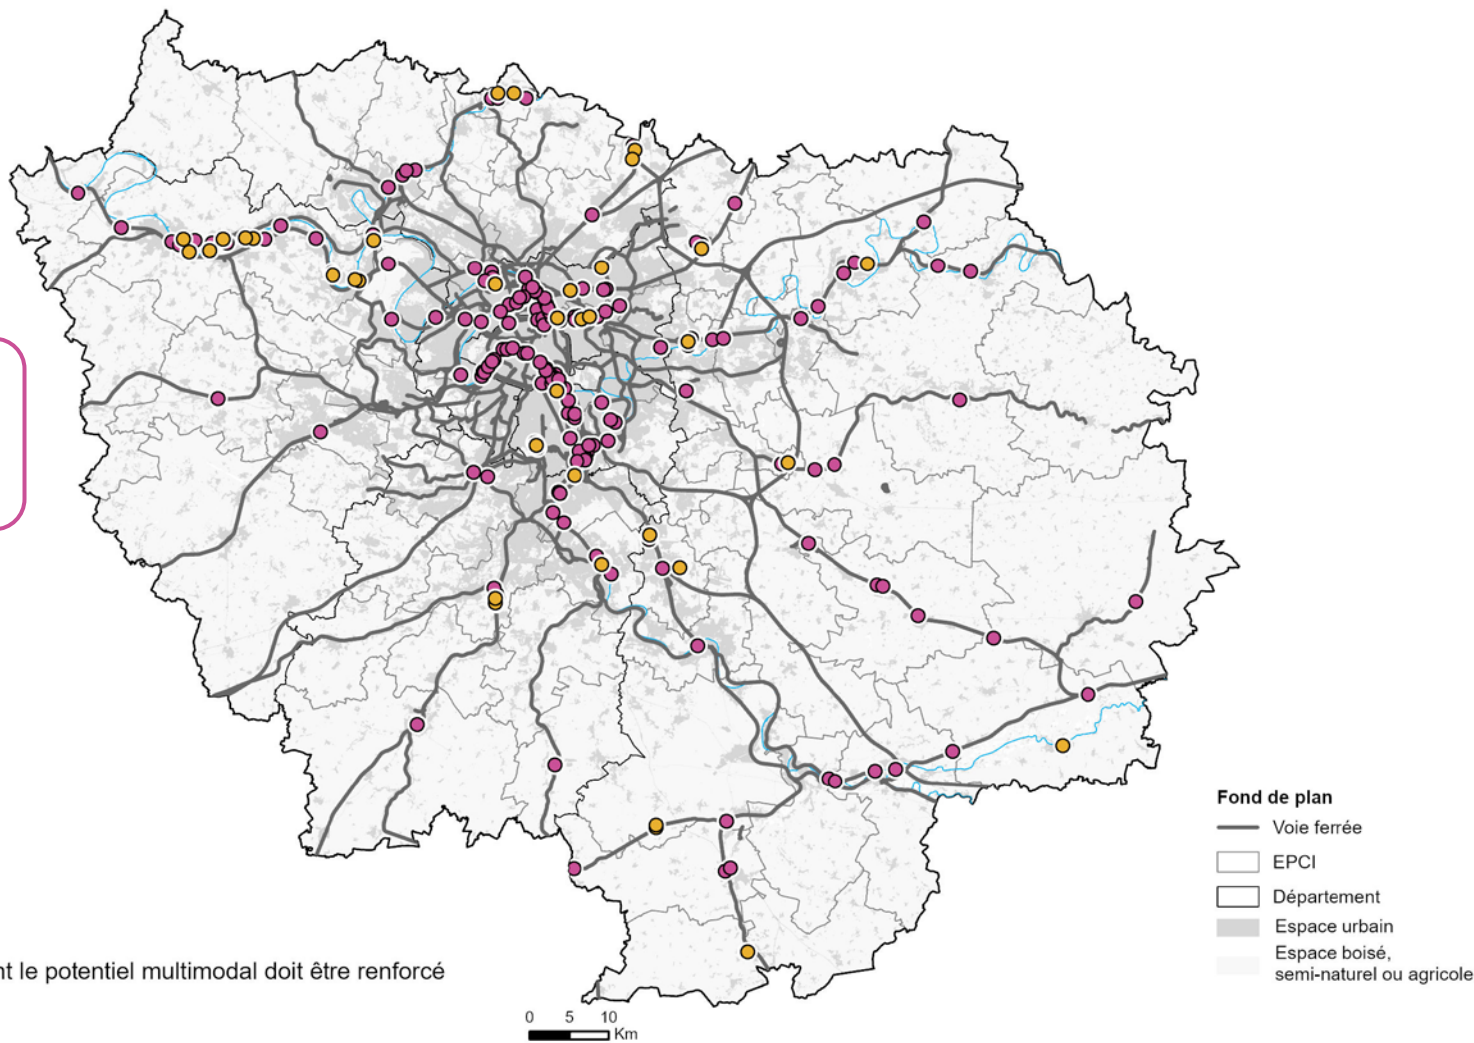 Fond de plan
Voie ferrée
EPCI
Département
Espace urbain
Espace boisé,
semi-naturel ou agricole
le potentiel multimodal doit être renforcé
0 5 10
Km